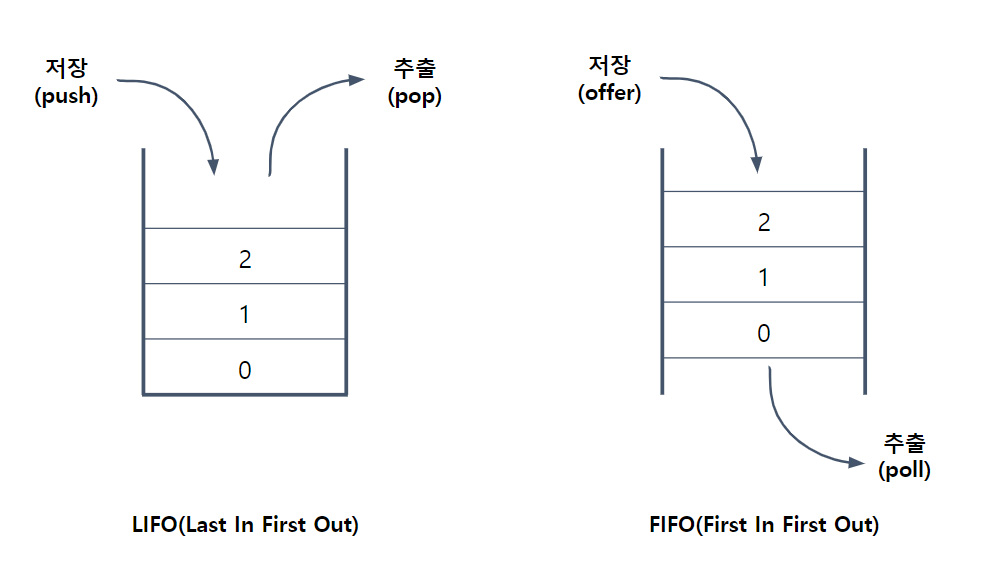 저장
(push)
추출
(pop)
2
1
0
LIFO(Last In First Out)
저장
(offer)
2
1
0
추출
(poll)
FIFO(First In First Out)